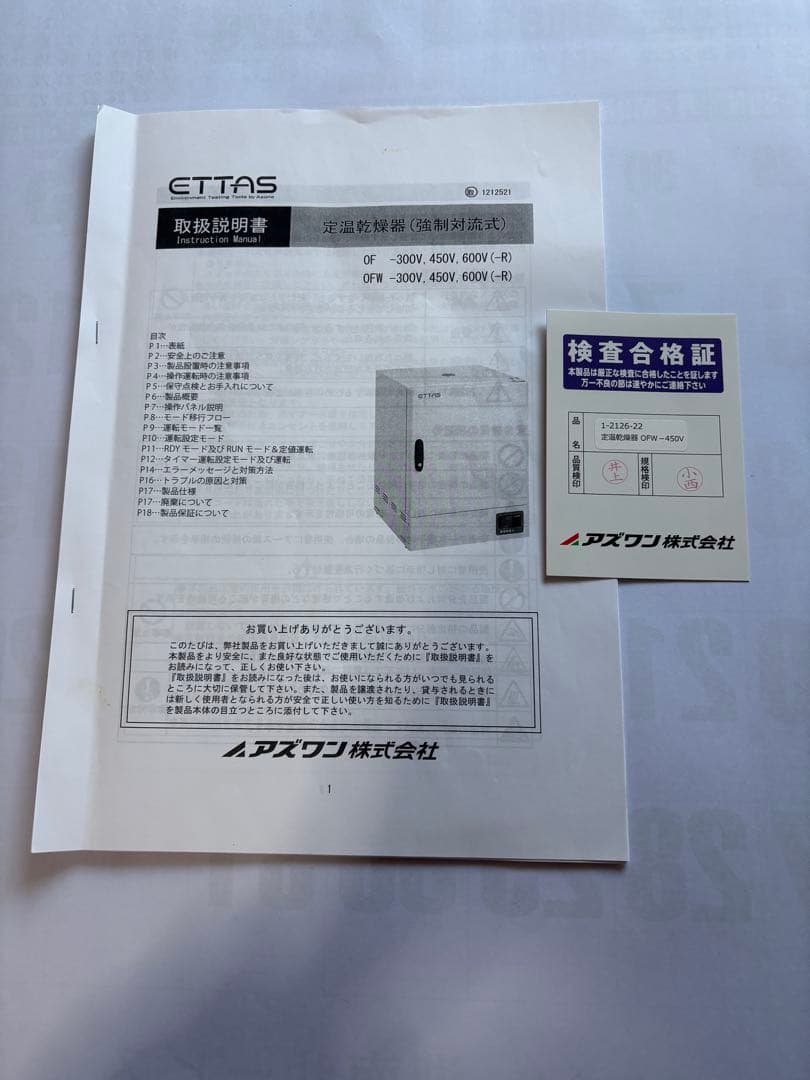 ETTAS
Environment Testing Tools by Asone
取 1212521
取扱説明書
Instruction Manual
定温乾燥器(強制対流式)
OF -300V, 450V, 600V(-R)
OFW -300V, 450V, 600V(-R)
目次
P1…表紙
P2…安全上のご注意
P3…製品設置時の注意事項
P4…操作運転時の注意事項
P5…保守点検とお手入れについて
P6…製品概要
P7…操作パネル説明
P8…モード移行フロー
P9…運転モード一覧
P10…運転設定モード
P11…RDYモード及びRUNモード&定値運転
P12…タイマー運転設定モード及び運転
P14…エラーメッセージと対策方法
P16…トラブルの原因と対策
P17…製品仕様
P17…廃棄について
P18…製品保証について
ETTAS
お買い上げありがとうございます。
このたびは、弊社製品をお買い上げいただきまして誠にありがとうございます。
本製品をより安全に、また良好な状態でご使用いただくために『取扱説明書』を
お読みになって、正しくお使い下さい。
『取扱説明書』をお読みになった後は、お使いになられる方がいつでも見られる
ところに大切に保管して下さい。また、製品を譲渡されたり、貸与されるときに
は新しく使用者となられる方が安全で正しい使い方を知るために『取扱説明書』
を製品本体の目立つところに添付して下さい。
アズワン株式会社
1
検査合格証
本製品は厳正な検査に合格したことを証します
万一不良の節は速やかにご連絡下さい
品名
1-2126-22
定温乾燥器 OFW-450V
品質検印
井上
規格検印
小西
アズワン株式会社